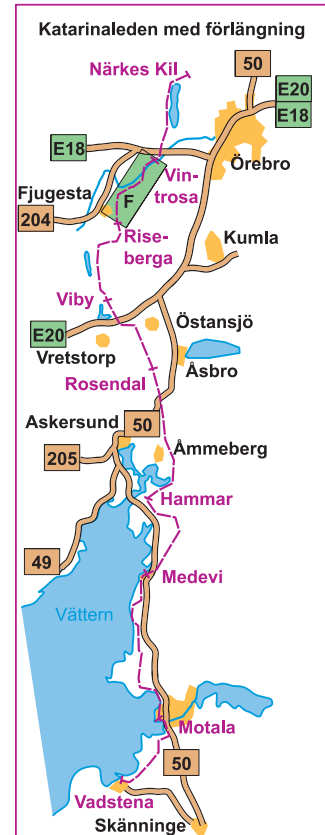 Katarinaleden med förlängning
50
Närkes Kil
E20
E18
E18
Örebro
Fjugesta
Vin-
trosa
204
F
Rise-
berga
Kumla
Viby
Östansjö
E20
Vretstorp
Åsbro
Rosendal
Askersund
50
205
Åmmeberg
Hammar
49
Medevi
Vättern
Motala
50
Vadstena
Skänninge